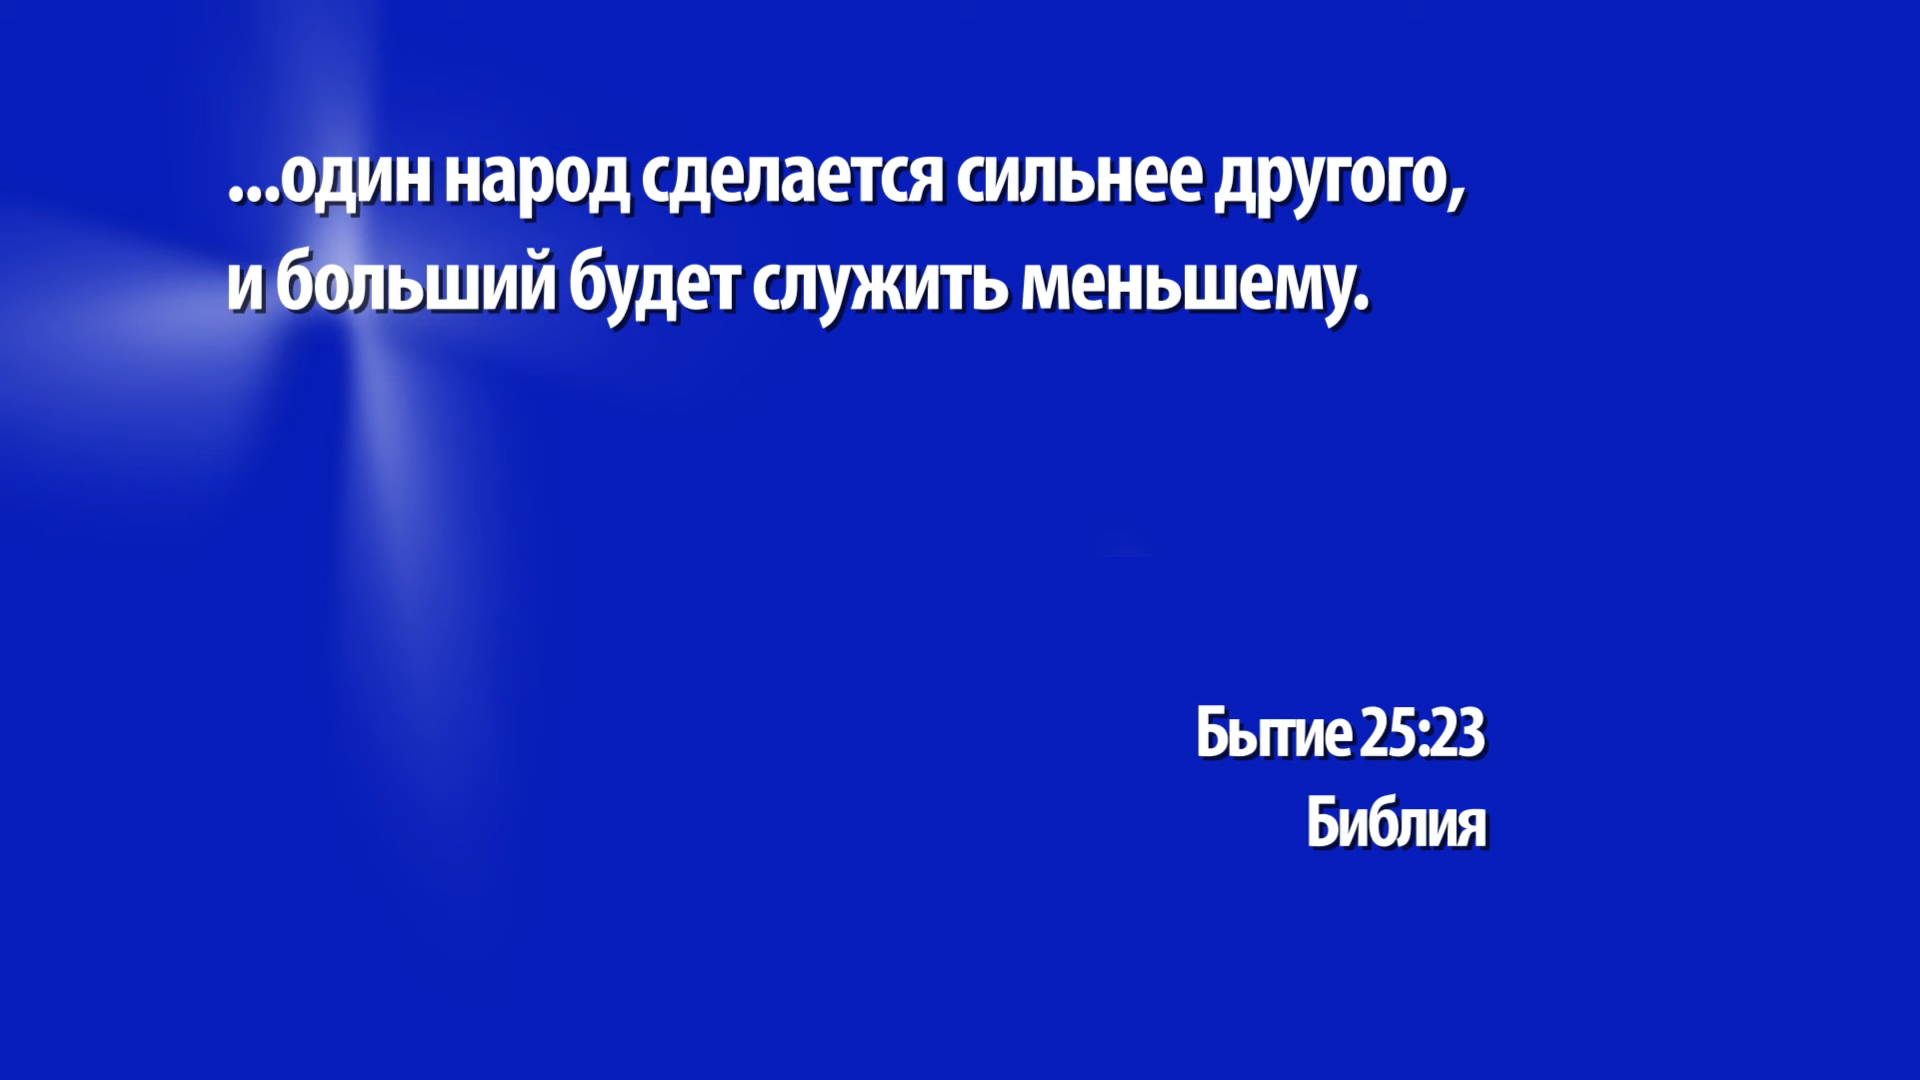 ...один народ сделается сильнее другого,
и больший будет служить меньшему.
Бытие 25:23
Библия